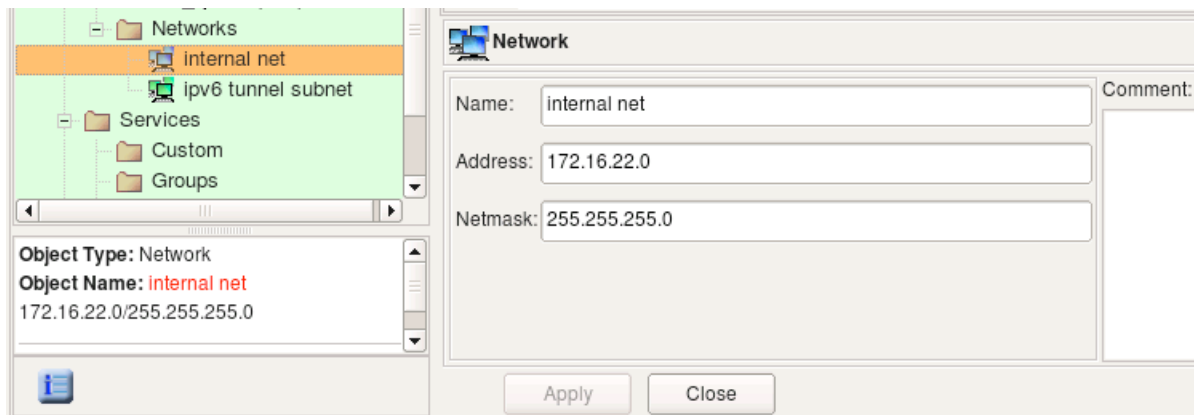 Networks
internal net
ipv6 tunnel subnet
Services
Custom
Groups
Object Type: Network
Object Name: internal net
172.16.22.0/255.255.255.0
Network
Name: internal net
Address: 172.16.22.0
Netmask: 255.255.255.0
Comment:
Apply
Close